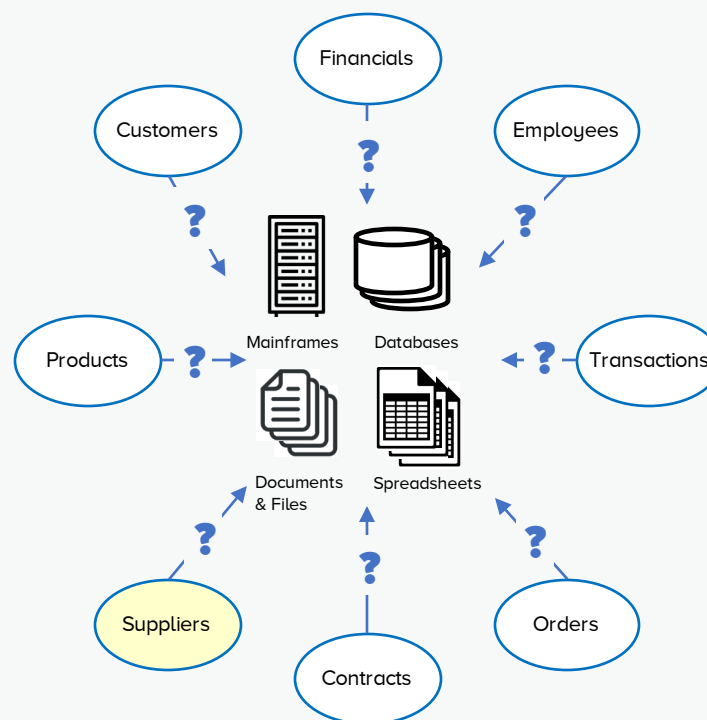 Financials
Customers
Employees
?
?
?
Mainframes
Databases
Products
?
?
Transactions
Documents
& Files
Spreadsheets
?
?
?
Suppliers
Orders
Contracts